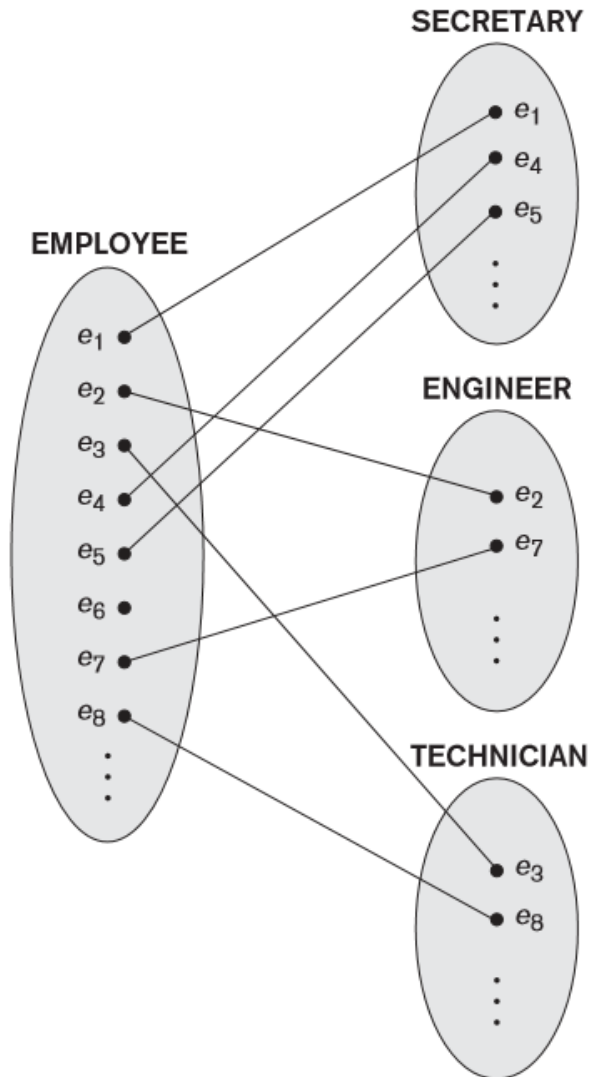 SECRETARY
e1
e4
e5
EMPLOYEE
e1
e2
e3
e4
e5
e6
e7
e8
ENGINEER
e2
e7
TECHNICIAN
e3
e8